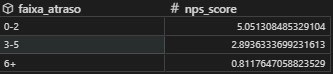 faixa_atraso nps_score
0-2 5.051308485329104
3-5 2.8936333699231613
6+ 0.8117647058823529